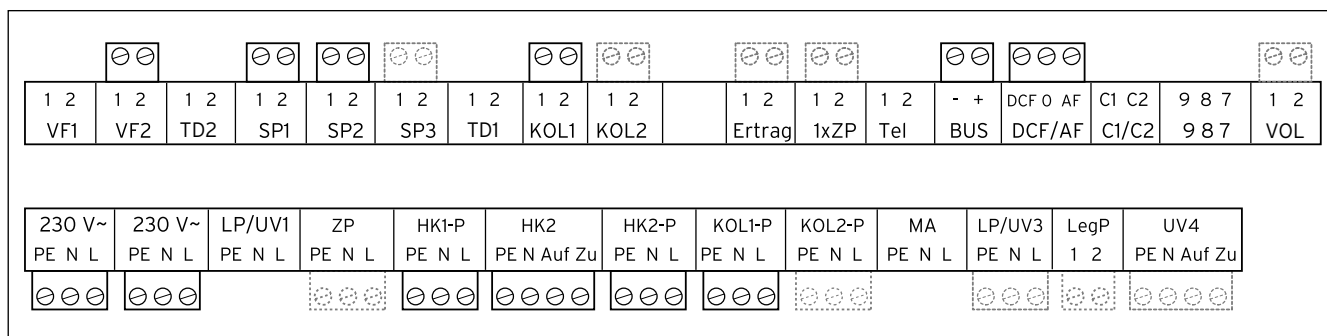 1 2 1 2 1 2 1 2 1 2 1 2 1 2 1 2 1 2 1 2 1 2 1 2 - + DCF O AF C1 C2 9 8 7 1 2
VF1 VF2 TD2 SP1 SP2 SP3 TD1 KOL1 KOL2 Ertrag 1xZP Tel BUS DCF/AF C1/C2 9 8 7 VOL
230 V~ 230 V~ LP/UV1 ZP HK1-P HK2 HK2-P KOL1-P KOL2-P MA LP/UV3 LegP UV4
PE N L PE N L PE N L PE N L PE N L PE N Auf Zu PE N L PE N L PE N L PE N L PE N L 1 2 PE N Auf Zu